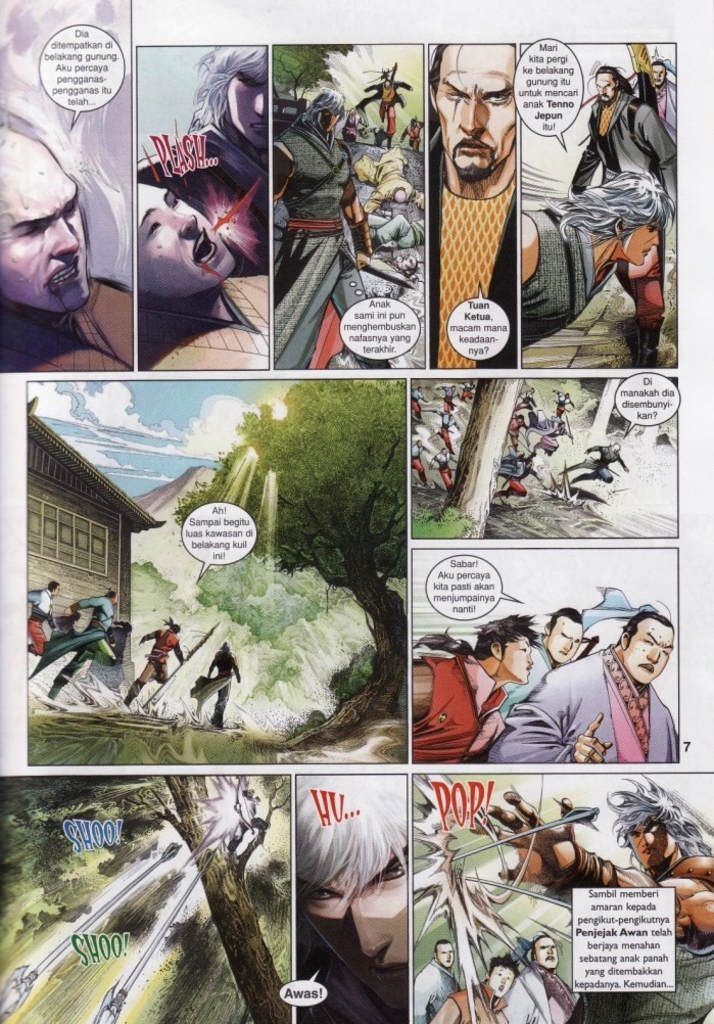 Dia
ditempatkan di
belakang gunung.
Aku percaya
pengganas-
pengganas itu
telah...
PLASH...
Anak
sami ini pun
menghembuskan
nafasnya yang
terakhir.
Tuan
Ketua,
macam mana
keadaan-
nya?
Mari
kita pergi
ke belakang
gunung itu
untuk mencari
anak Tenno
Jepun
itu!
Ah!
Sampai begitu
luas kawasan di
belakang kuil
ini!
Di
manakah dia
disembunyi-
kan?
Sabar!
Aku percaya
kita pasti akan
menjumpainya
nanti!
7
SHOO!
SHOO!
HU...
Awas!
POP!
Sambil memberi
amaran kepada
pengikut-pengikutnya
Penjejak Awan telah
berjaya menahan
sebatang anak panah
yang ditembakkan
kepadanya. Kemudian...